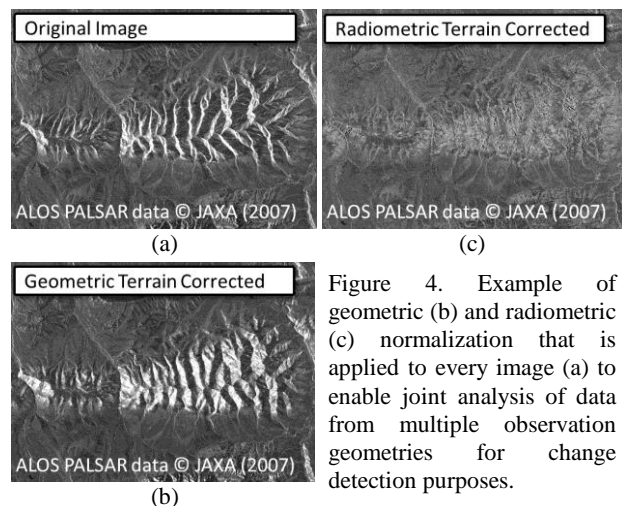 Original Image
ALOS PALSAR data © JAXA (2007)
(a)
Radiometric Terrain Corrected
ALOS PALSAR data © JAXA (2007)
(c)
Geometric Terrain Corrected
ALOS PALSAR data © JAXA (2007)
(b)
Figure 4. Example of
geometric (b) and radiometric
(c) normalization that is
applied to every image (a) to
enable joint analysis of data
from multiple observation
geometries for change
detection purposes.